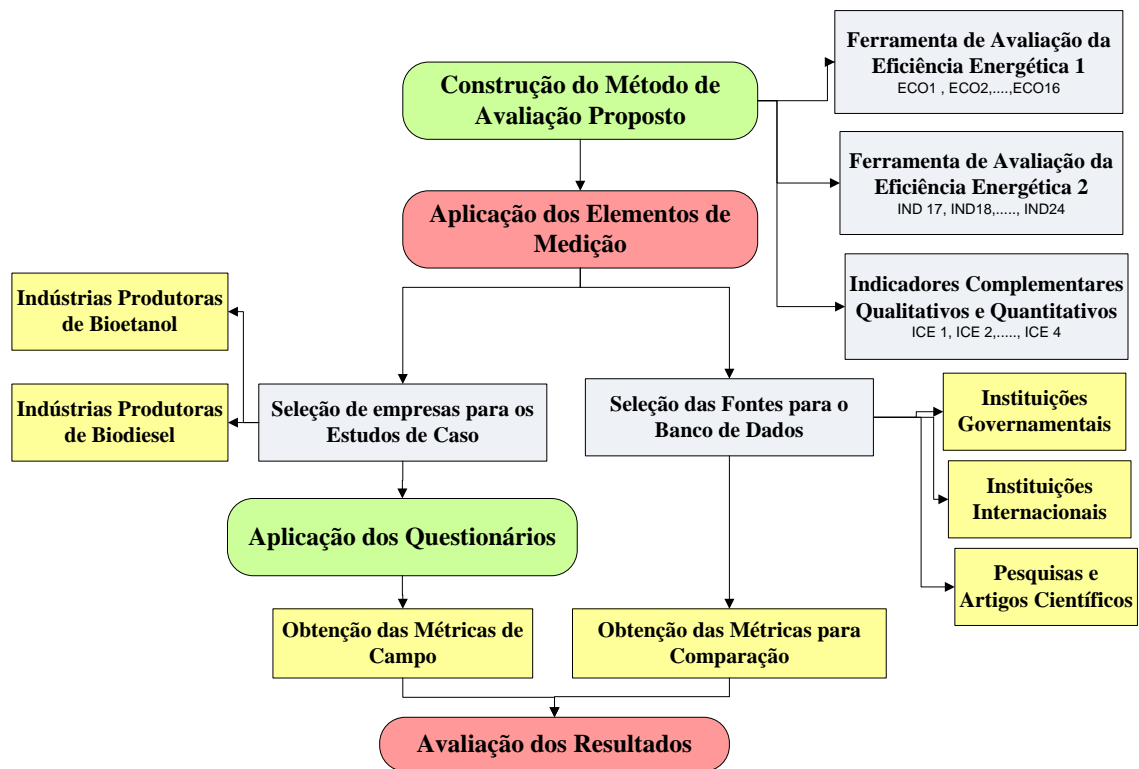 Construção do Método de
Avaliação Proposto
Ferramenta de Avaliação da
Eficiência Energética 1
ECO1 , ECO2,....,ECO16
Ferramenta de Avaliação da
Eficiência Energética 2
IND 17, IND18,....., IND24
Aplicação dos Elementos de
Medição
Indicadores Complementares
Qualitativos e Quantitativos
ICE 1, ICE 2,....., ICE 4
Indústrias Produtoras
de Bioetanol
Indústrias Produtoras
de Biodiesel
Seleção de empresas para os
Estudos de Caso
Seleção das Fontes para o
Banco de Dados
Instituições
Governamentais
Instituições
Internacionais
Pesquisas e
Artigos Científicos
Aplicação dos Questionários
Obtenção das Métricas de
Campo
Obtenção das Métricas para
Comparação
Avaliação dos Resultados